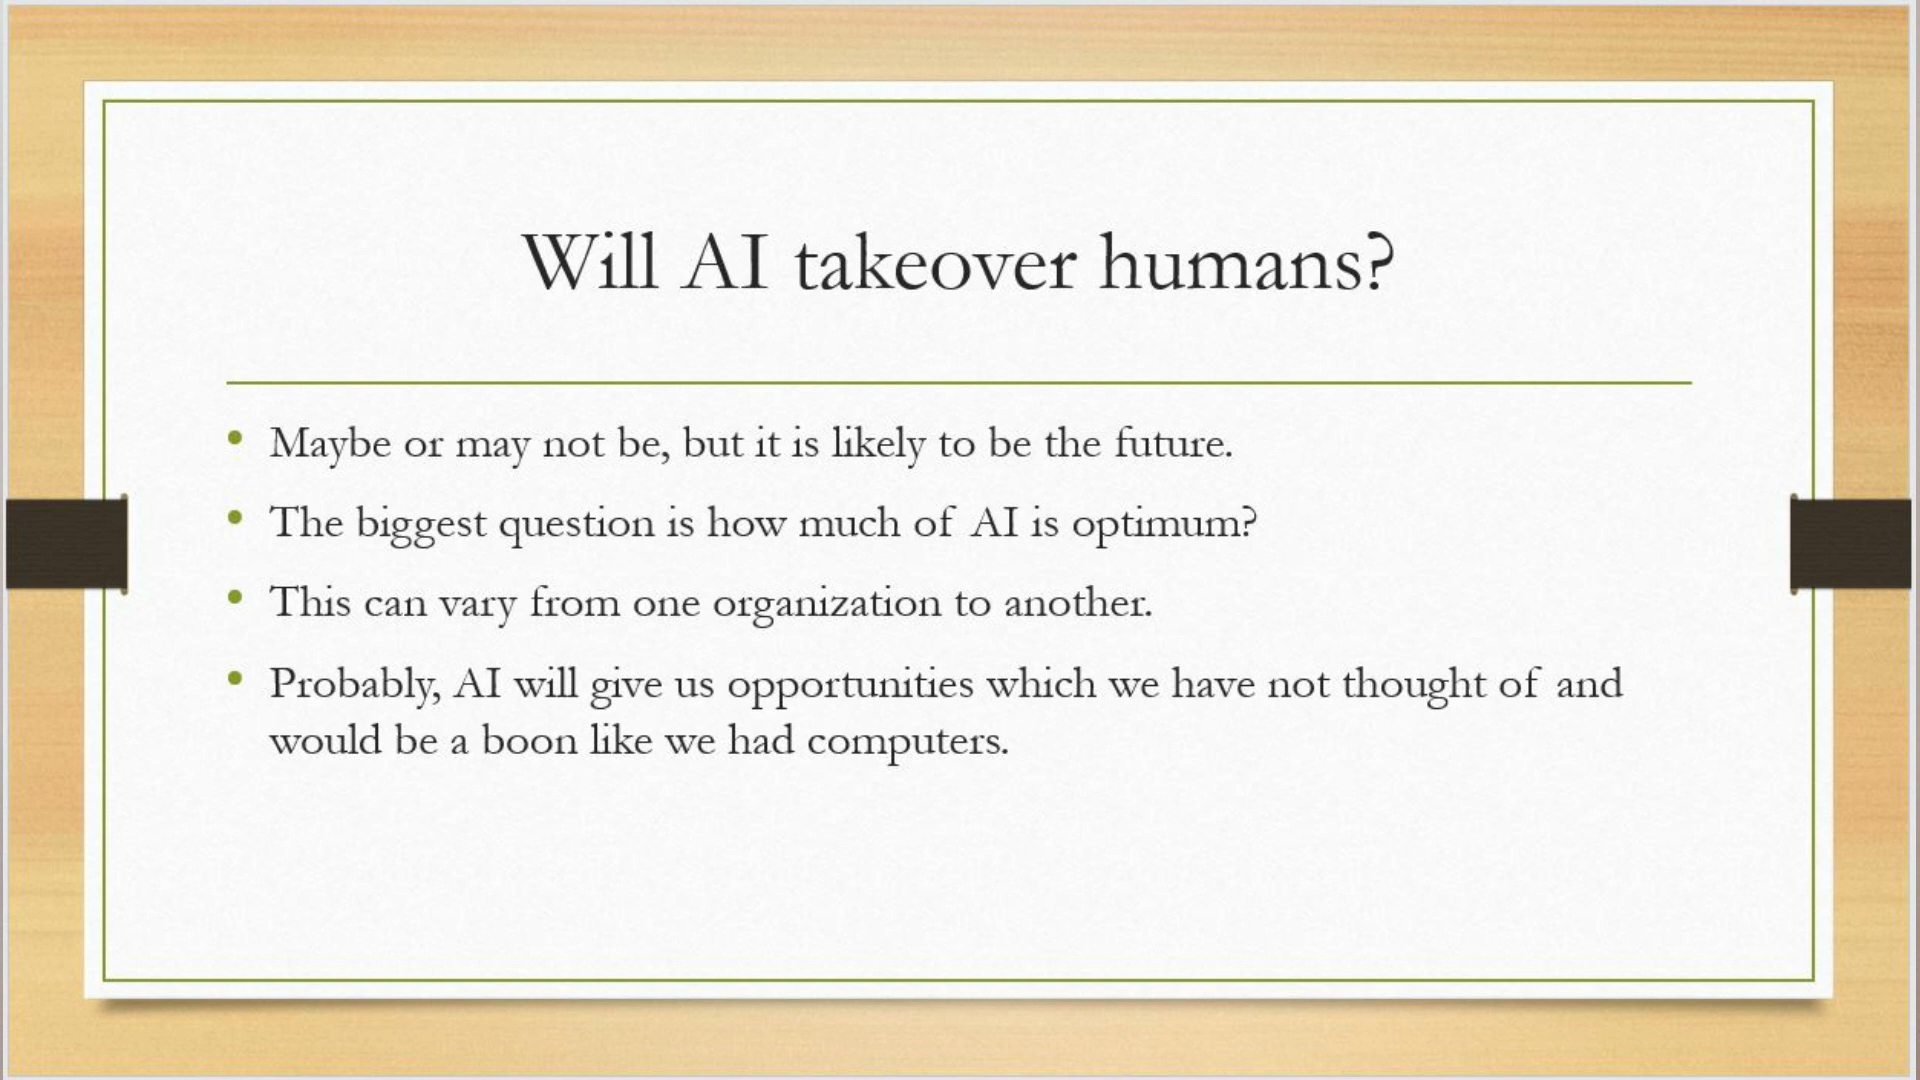 Will AI takeover humans?
Maybe or may not be, but it is likely to be the future.
The biggest question is how much of AI is optimum?
This can vary from one organization to another.
Probably, AI will give us opportunities which we have not thought of and
would be a boon like we had computers.